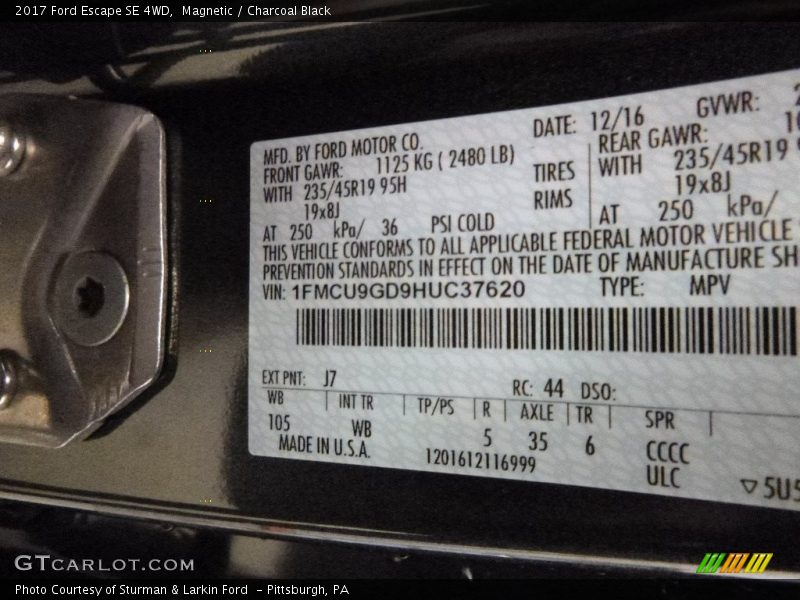 2017 Ford Escape SE 4WD,  Magnetic / Charcoal Black
MFD. BY FORD MOTOR CO.
DATE: 12/16
GVWR:
FRONT GAWR: 1125 KG ( 2480 LB)
REAR GAWR:
WITH 235/45R19 95H
TIRES
WITH 235/45R19
19x8J
RIMS
19x8J
AT 250 kPa/ 36 PSI COLD
AT 250 kPa/
THIS VEHICLE CONFORMS TO ALL APPLICABLE FEDERAL MOTOR VEHICLE
PREVENTION STANDARDS IN EFFECT ON THE DATE OF MANUFACTURE SH
VIN: 1FMCU9GD9HUC37620
TYPE: MPV
EXT PNT: J7
RC: 44 DSO:
WB INT TR TP/PS R AXLE TR SPR
105 WB 5 35 6 CCCC
MADE IN U.S.A. 1201612116999 ULC
5U5
GTCARLOT.COM
Photo Courtesy of Sturman & Larkin Ford  - Pittsburgh, PA